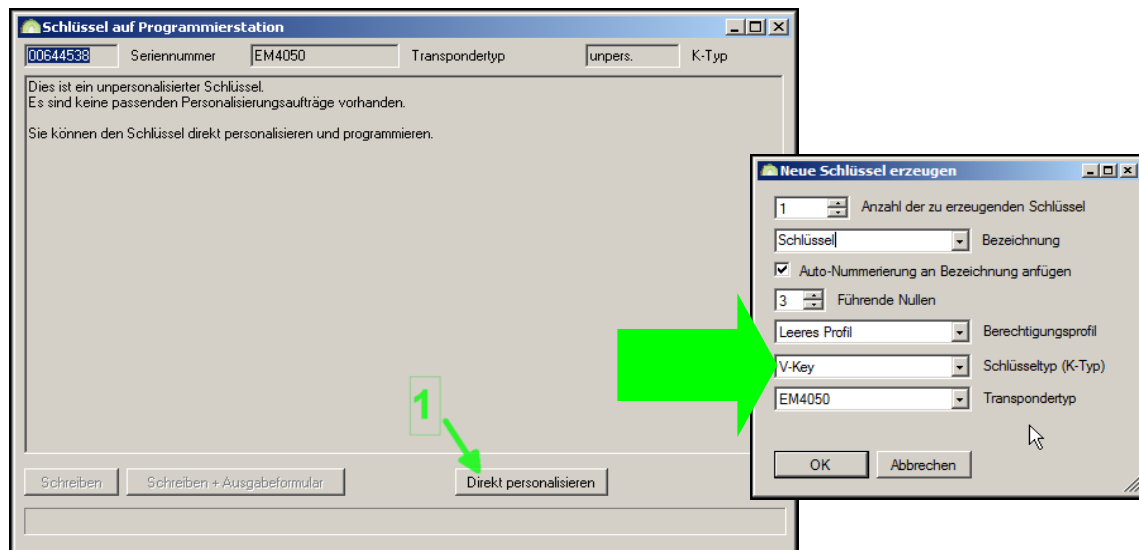 Schlüssel auf Programmierstation
00644538 Seriennummer EM4050 Transpondertyp unpers. K-Typ
Dies ist ein unpersonalisierter Schlüssel.
Es sind keine passenden Personalisierungsaufträge vorhanden.
Sie können den Schlüssel direkt personalisieren und programmieren.
1
Schreiben Schreiben + Ausgabeformular Direkt personalisieren
Neue Schlüssel erzeugen
1 Anzahl der zu erzeugenden Schlüssel
Schlüssel Bezeichnung
Auto-Nummerierung an Bezeichnung anfügen
3 Führende Nullen
Leeres Profil Berechtigungsprofil
V-Key Schlüsseltyp (K-Typ)
EM4050 Transpondertyp
OK Abbrechen